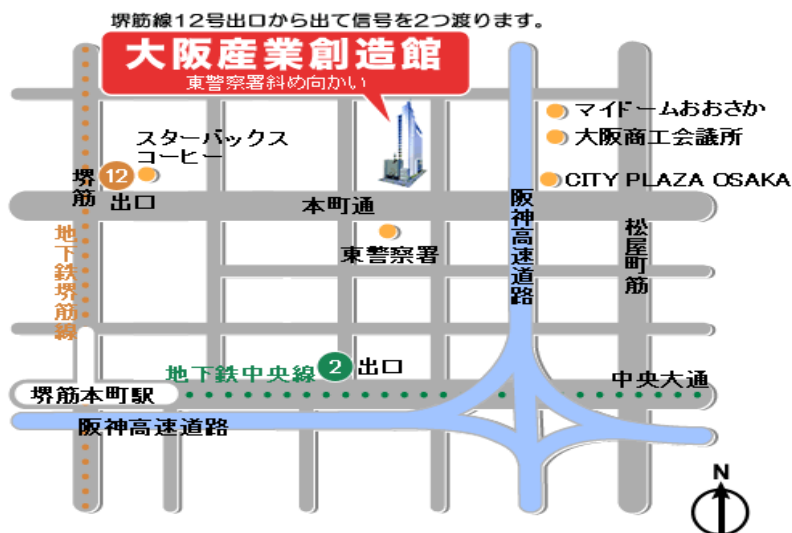 堺筋線12号出口から出て信号を2つ渡ります。
大阪産業創造館
東警察署斜め向かい
マイドームおおさか
大阪商工会議所
スターバックス
コーヒー
12
出口
堺筋
CITY PLAZA OSAKA
本町通
阪神高速道路
松屋町筋
東警察署
地下鉄堺筋線
地下鉄中央線
2
出口
中央大通
堺筋本町駅
阪神高速道路
N